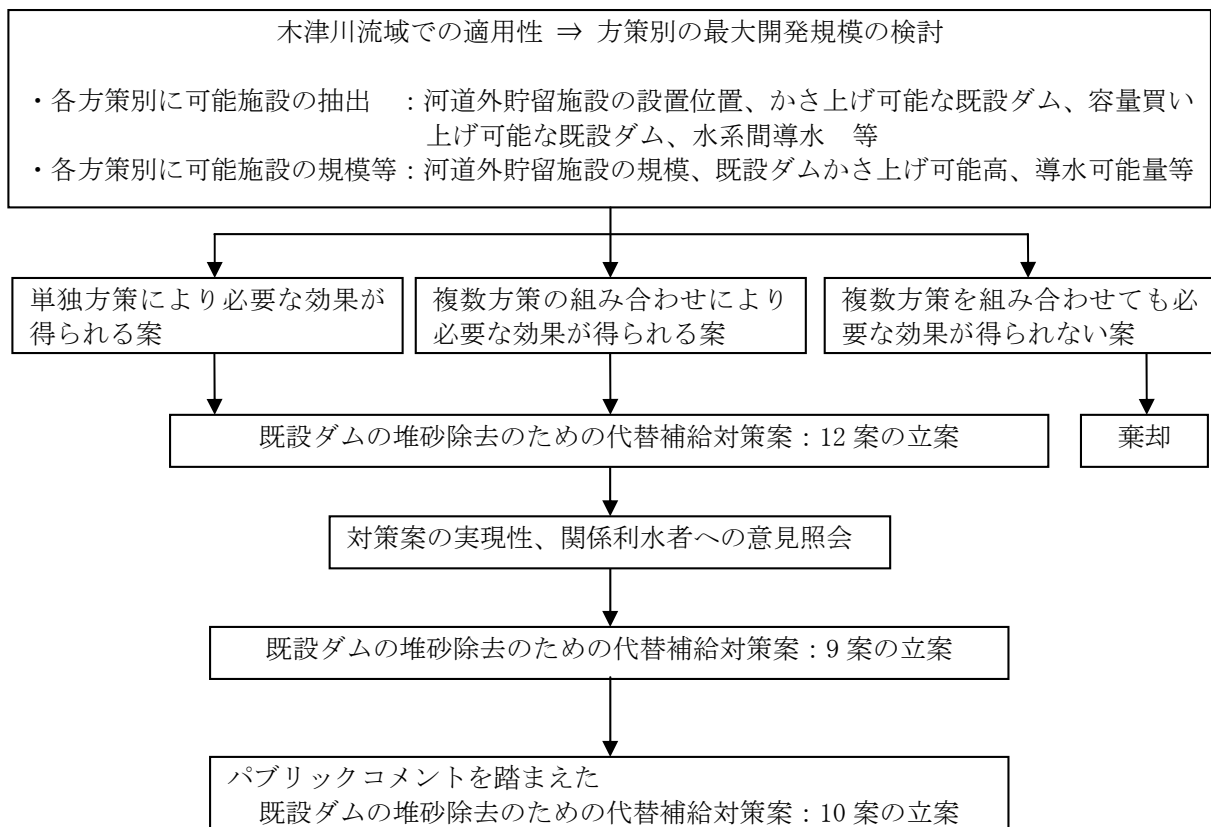 木津川流域での適用性 ⇒ 方策別の最大開発規模の検討
・各方策別に可能施設の抽出 ：河道外貯留施設の設置位置、かさ上げ可能な既設ダム、容量買い
上げ可能な既設ダム、水系間導水 等
・各方策別に可能施設の規模等：河道外貯留施設の規模、既設ダムかさ上げ可能高、導水可能量等
単独方策により必要な効果が
得られる案
複数方策の組み合わせにより
必要な効果が得られる案
複数方策を組み合わせても必
要な効果が得られない案
既設ダムの堆砂除去のための代替補給対策案：12 案の立案
棄却
対策案の実現性、関係利水者への意見照会
既設ダムの堆砂除去のための代替補給対策案：9 案の立案
パブリックコメントを踏まえた
既設ダムの堆砂除去のための代替補給対策案：10 案の立案